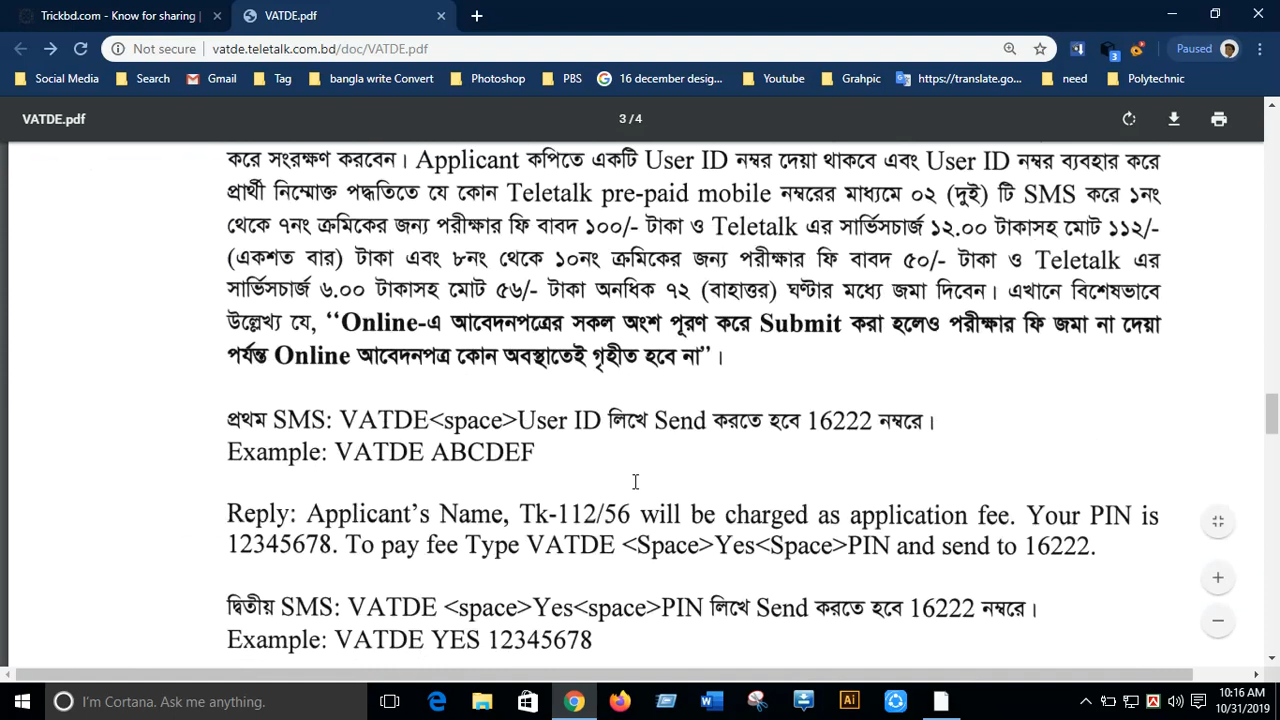 Trickbd.com - Know for sharing |
VATDE.pdf
Not secure | vatde.teletalk.com.bd/doc/VATDE.pdf
3
Paused
Social Media Search Gmail Tag bangla write Convert Photoshop PBS 16 december desig... Youtube Grahpic https://translate.go... need Polytechnic
VATDE.pdf 3 / 4
করে সংরক্ষণ করবেন। Applicant কপিতে একটি User ID নম্বর দেয়া থাকবে এবং User ID নম্বর ব্যবহার করে
প্রার্থী নিম্মোক্ত পদ্ধতিতে যে কোন Teletalk pre-paid mobile নম্বরের মাধ্যমে ০২ (দুই) টি SMS করে ১নং
থেকে ৭নং ক্রমিকের জন্য পরীক্ষার ফি বাবদ ১০০/- টাকা ও Teletalk এর সার্ভিসচার্জ ১২.০০ টাকাসহ মোট ১১২/-
(একশত বার) টাকা এবং ৮নং থেকে ১০নং ক্রমিকের জন্য পরীক্ষার ফি বাবদ ৫০/- টাকা ও Teletalk এর
সার্ভিসচার্জ ৬.০০ টাকাসহ মোট ৫৬/- টাকা অনধিক ৭২ (বাহাত্তর) ঘণ্টার মধ্যে জমা দিবেন। এখানে বিশেষভাবে
উল্লেখ্য যে, ‘‘Online-এ আবেদনপত্রের সকল অংশ পূরণ করে Submit করা হলেও পরীক্ষার ফি জমা না দেয়া
পর্যন্ত Online আবেদনপত্র কোন অবস্থাতেই গৃহীত হবে না’’।
প্রথম SMS: VATDE<space>User ID লিখে Send করতে হবে 16222 নম্বরে।
Example: VATDE ABCDEF
Reply: Applicant’s Name, Tk-112/56 will be charged as application fee. Your PIN is
12345678. To pay fee Type VATDE <Space>Yes<Space>PIN and send to 16222.
দ্বিতীয় SMS: VATDE <space>Yes<space>PIN লিখে Send করতে হবে 16222 নম্বরে।
Example: VATDE YES 12345678
I'm Cortana. Ask me anything.
10:16 AM
10/31/2019